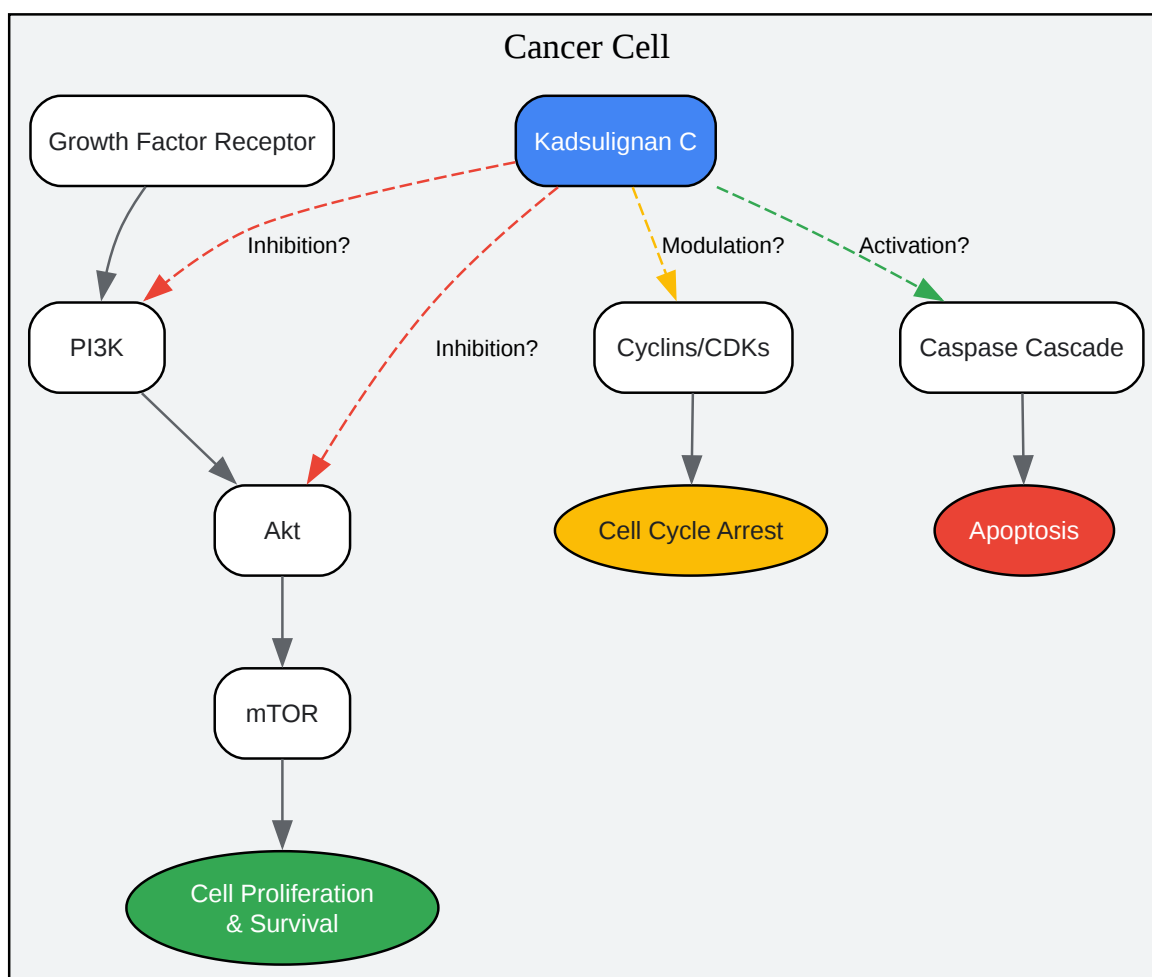 Cancer Cell
Growth Factor Receptor
Kadsulignan C
Inhibition?
Modulation?
Activation?
PI3K
Inhibition?
Cyclins/CDKs
Caspase Cascade
Akt
Cell Cycle Arrest
Apoptosis
mTOR
Cell Proliferation
& Survival